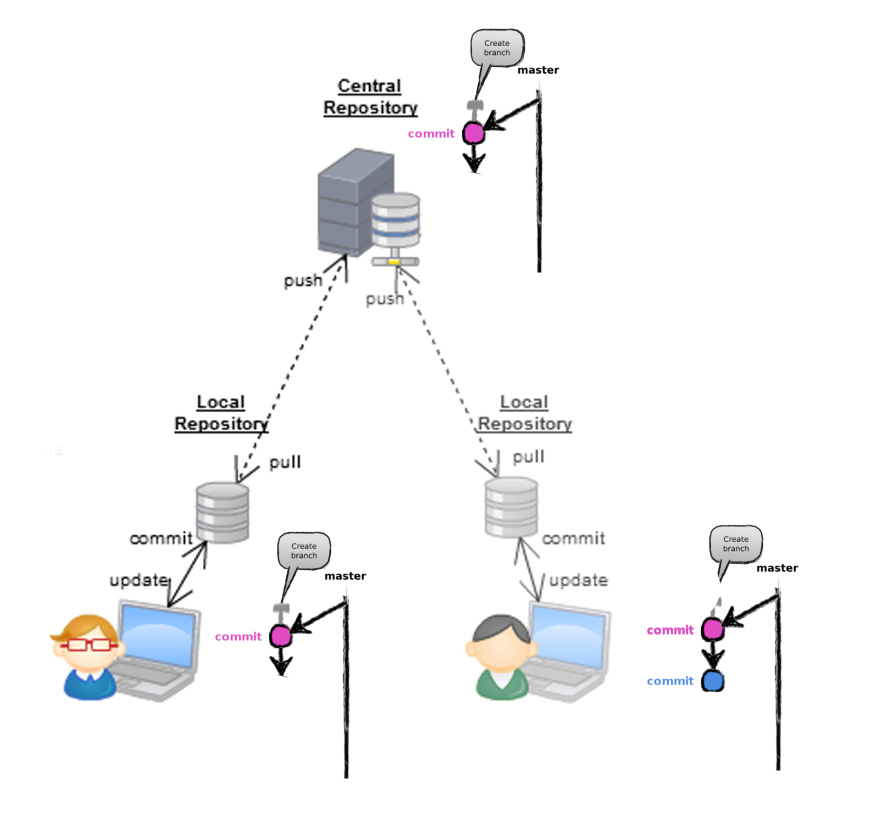 Create
branch
master
Central
Repository
commit
push
push
Local
Repository
Local
Repository
pull
pull
commit
commit
Create
branch
Create
branch
master
master
update
update
commit
commit
commit